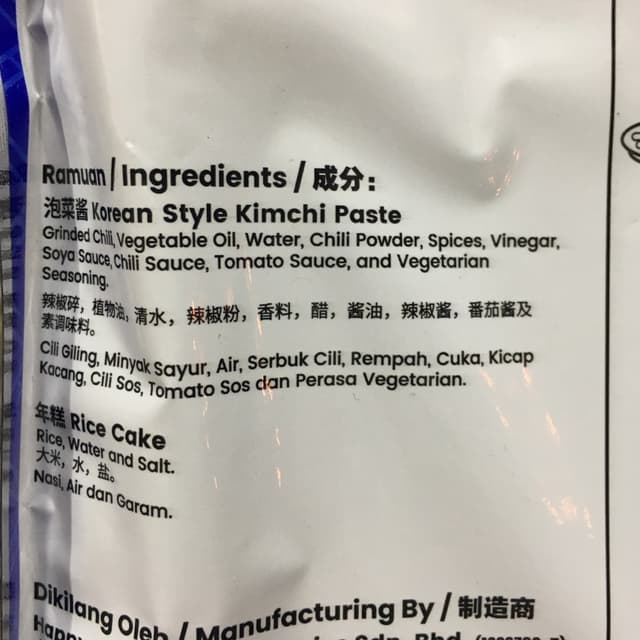 Ramuan / Ingredients / 成分:
泡菜酱 Korean Style Kimchi Paste
Grinded Chili, Vegetable Oil, Water, Chili Powder, Spices, Vinegar,
Soya Sauce, Chili Sauce, Tomato Sauce, and Vegetarian
Seasoning.
辣椒碎，植物油，清水，辣椒粉，香料，醋，酱油，辣椒酱，番茄酱及
素调味料。
Cili Giling, Minyak Sayur, Air, Serbuk Cili, Rempah, Cuka, Kicap
Kacang, Cili Sos, Tomato Sos dan Perasa Vegetarian.
年糕 Rice Cake
Rice, Water and Salt.
大米，水，盐。
Nasi, Air dan Garam.
Dikilang Oleh / Manufacturing By / 制造商
Sdn. Bhd.